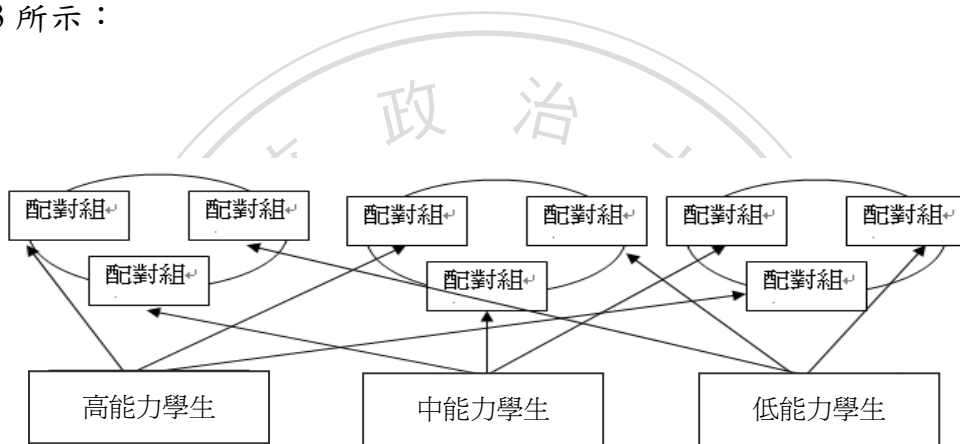 3 所示：
政 治
配對組 配對組 配對組 配對組 配對組 配對組
配對組 配對組 配對組
高能力學生 中能力學生 低能力學生